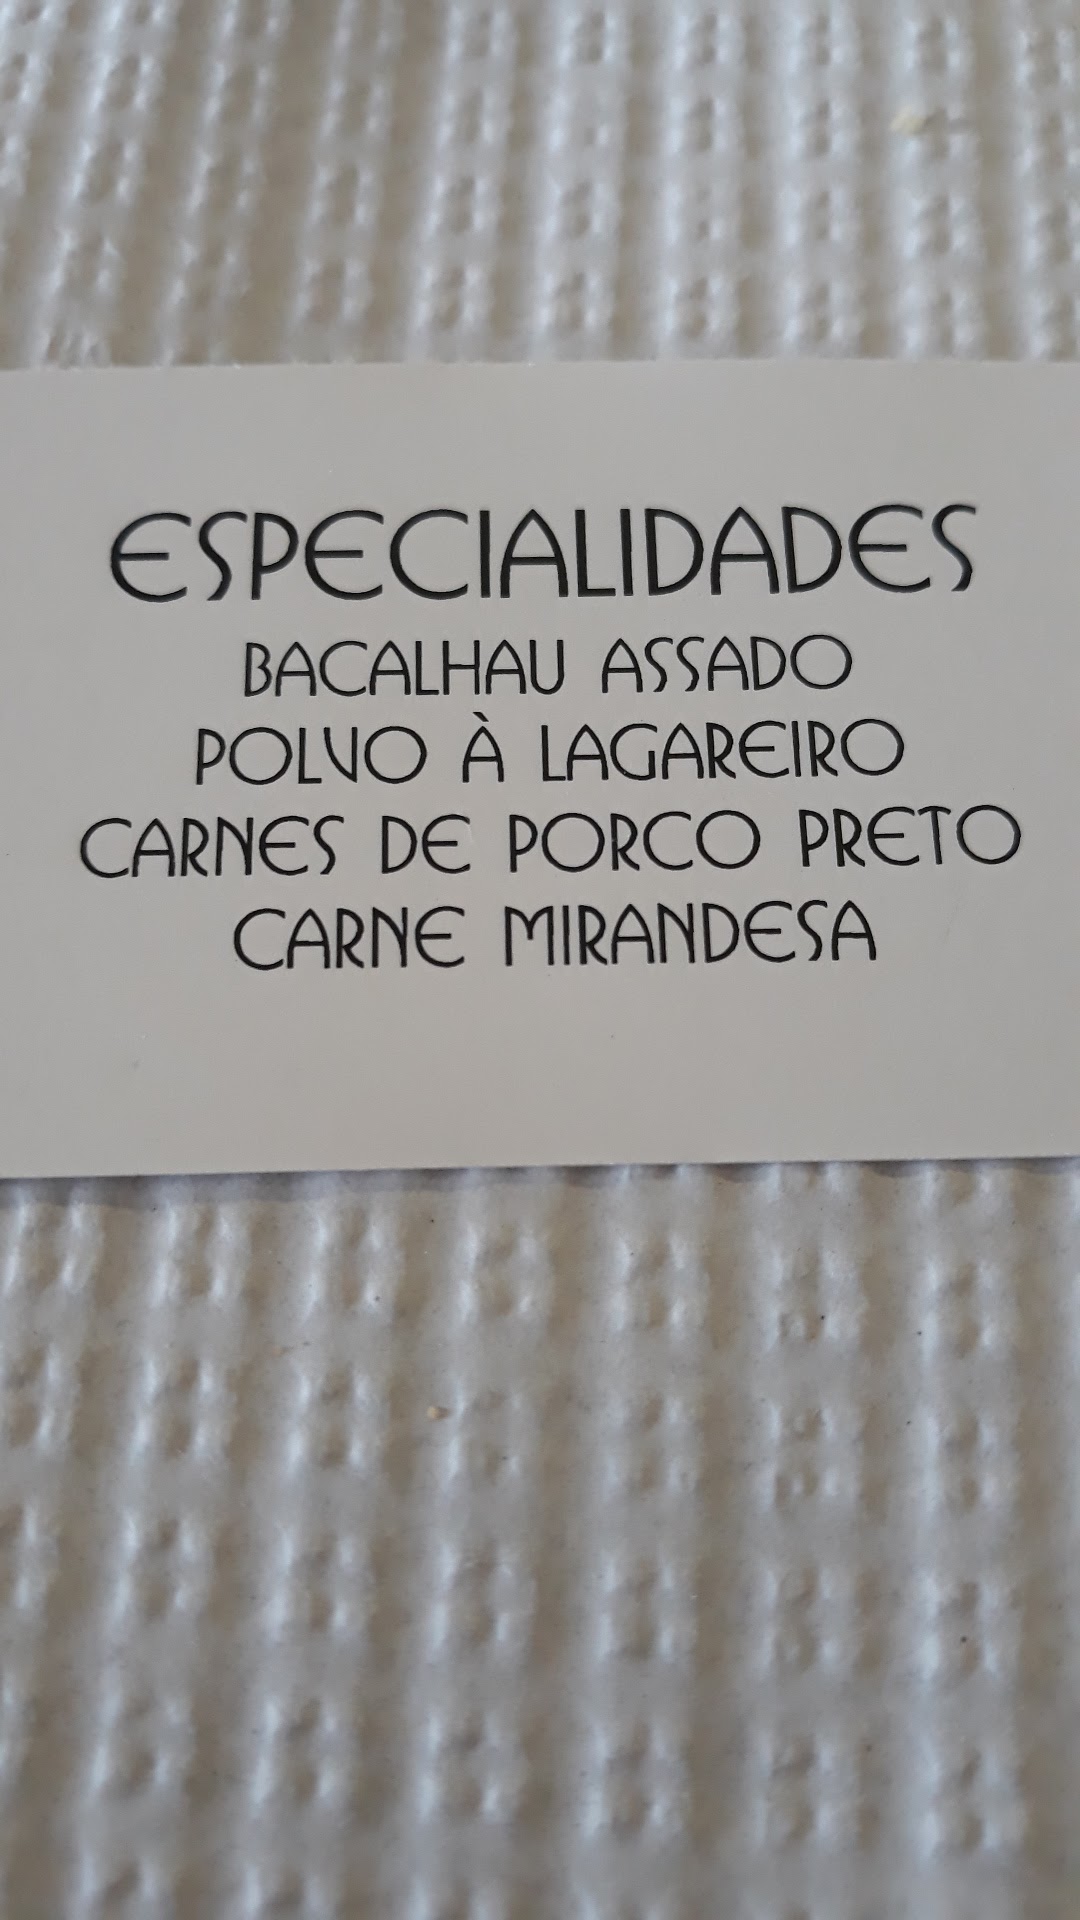 ESPECIALIDADES
BACALHAU ASSADO
POLVO À LAGAREIRO
CARNES DE PORCO PRETO
CARNE MIRANDESA